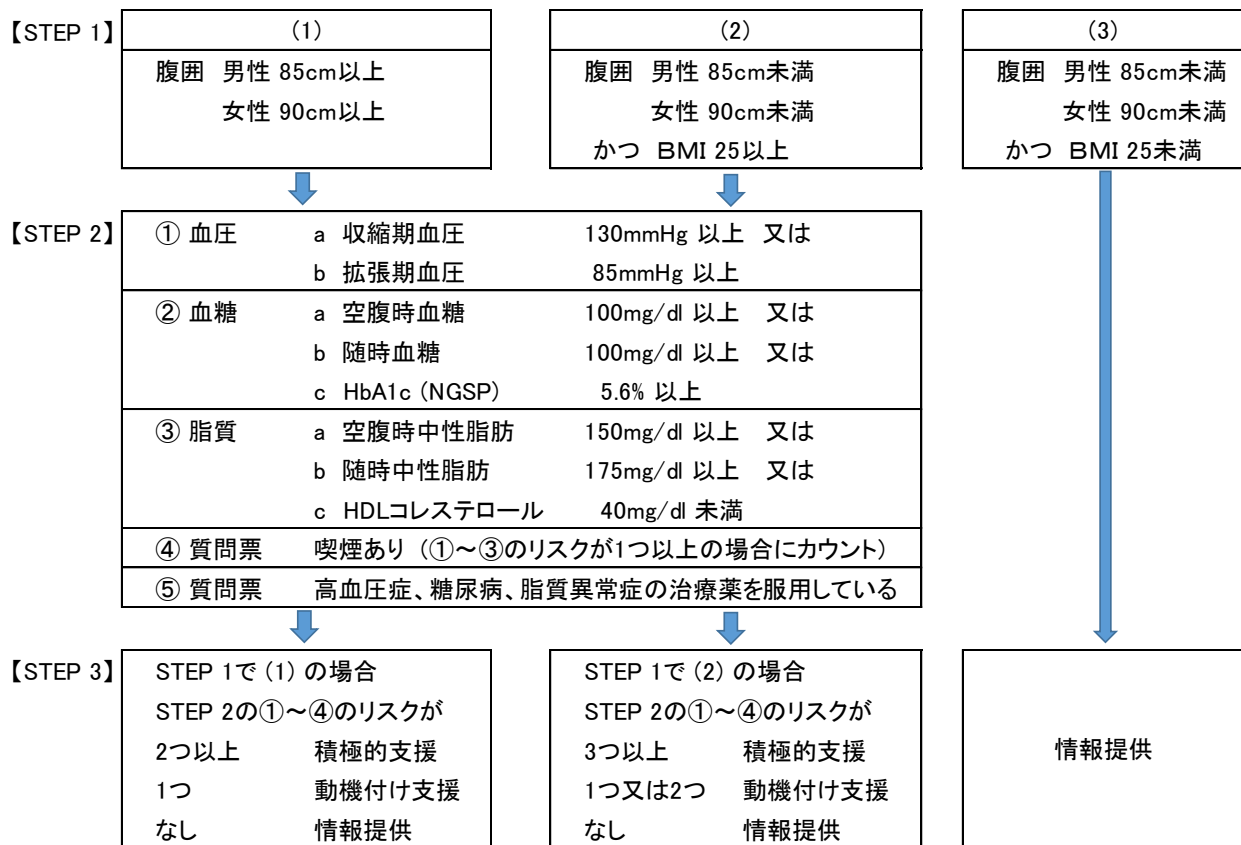 【STEP 1】
(1)
腹囲 男性 85cm以上
女性 90cm以上
(2)
腹囲 男性 85cm未満
女性 90cm未満
かつ BMI 25以上
(3)
腹囲 男性 85cm未満
女性 90cm未満
かつ BMI 25未満
【STEP 2】
① 血圧 a 収縮期血圧 130mmHg 以上 又は
b 拡張期血圧 85mmHg 以上
② 血糖 a 空腹時血糖 100mg/dl 以上 又は
b 随時血糖 100mg/dl 以上 又は
c HbA1c (NGSP) 5.6% 以上
③ 脂質 a 空腹時中性脂肪 150mg/dl 以上 又は
b 随時中性脂肪 175mg/dl 以上 又は
c HDLコレステロール 40mg/dl 未満
④ 質問票 喫煙あり (①～③のリスクが1つ以上の場合にカウント)
⑤ 質問票 高血圧症、糖尿病、脂質異常症の治療薬を服用している
【STEP 3】
STEP 1で (1) の場合
STEP 2の①～④のリスクが
2つ以上 積極的支援
1つ 動機付け支援
なし 情報提供
STEP 1で (2) の場合
STEP 2の①～④のリスクが
3つ以上 積極的支援
1つ又は2つ 動機付け支援
なし 情報提供
情報提供